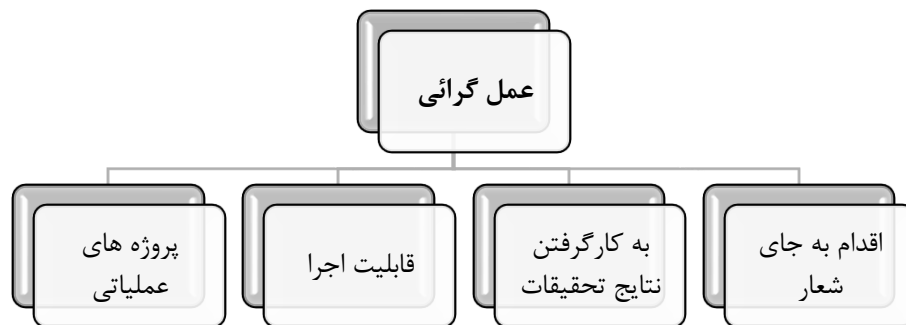 عمل گرائی
اقدام به جای
شعار
به کارگرفتن
نتایج تحقیقات
قابلیت اجرا
پروژه های
عملیاتی